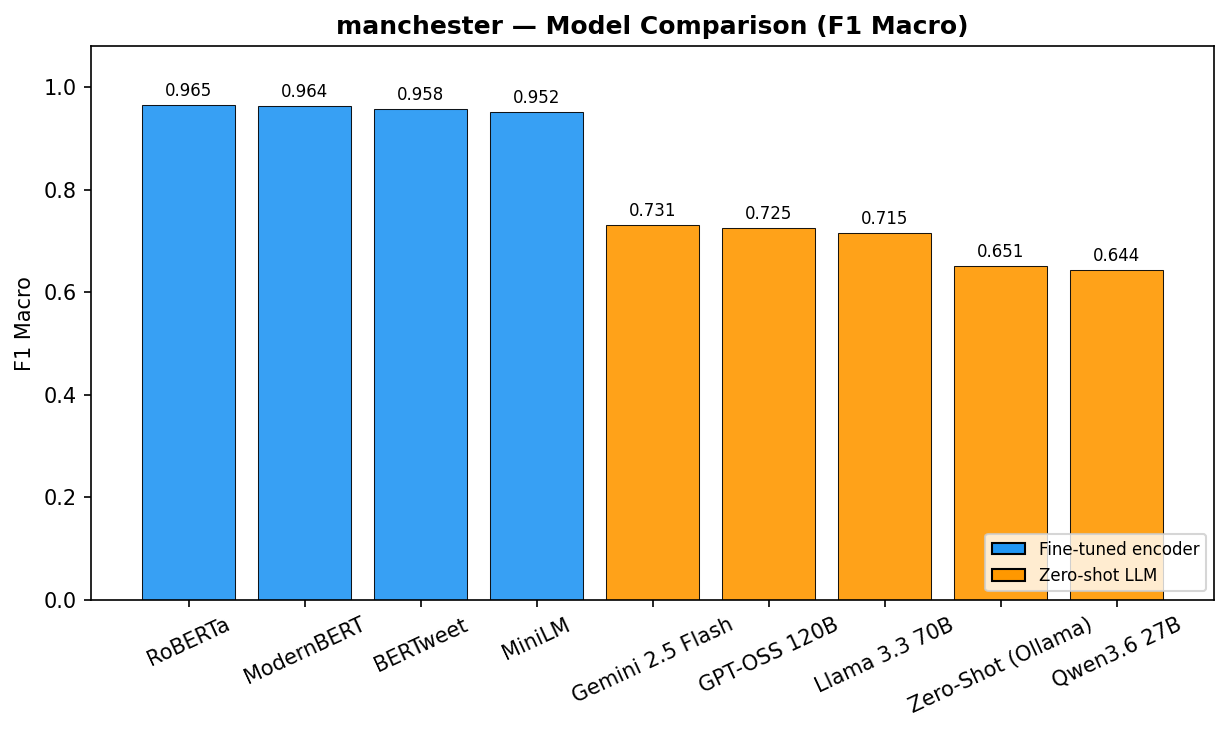 manchester — Model Comparison (F1 Macro)
F1 Macro
1.0
0.8
0.6
0.4
0.2
0.0
0.965
0.964
0.958
0.952
0.731
0.725
0.715
0.651
0.644
RoBERTa
ModernBERT
BERTweet
MiniLM
Gemini 2.5 Flash
GPT-OSS 120B
Llama 3.3 70B
Zero-Shot (Ollama)
Qwen3.6 27B
Fine-tuned encoder
Zero-shot LLM